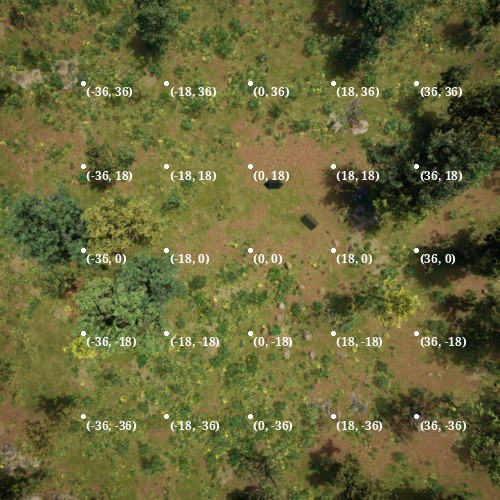 (-36, 36) (-18, 36) (0, 36) (18, 36) (36, 36)
(-36, 18) (-18, 18) (0, 18) (18, 18) (36, 18)
(-36, 0) (-18, 0) (0, 0) (18, 0) (36, 0)
(-36, -18) (-18, -18) (0, -18) (18, -18) (36, -18)
(-36, -36) (-18, -36) (0, -36) (18, -36) (36, -36)